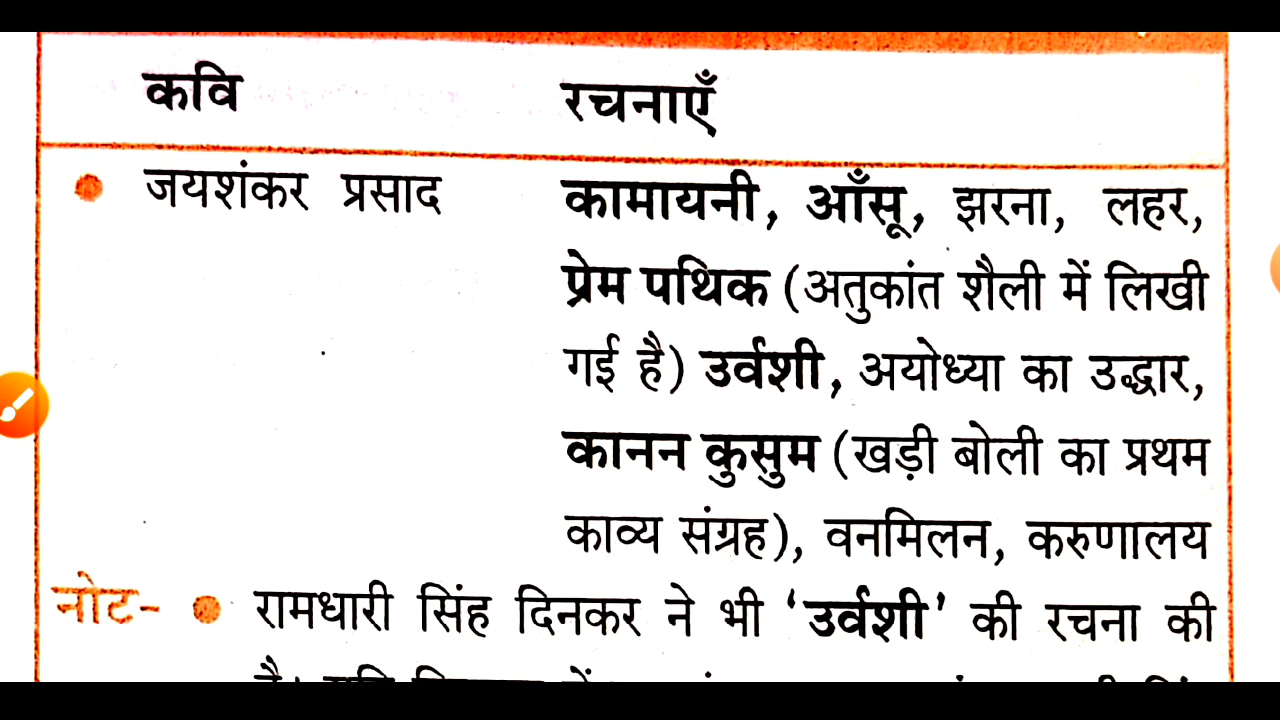 कवि रचनाएँ
जयशंकर प्रसाद कामायनी, आँसू, झरना, लहर,
प्रेम पथिक (अतुकांत शैली में लिखी
गई है) उर्वशी, अयोध्या का उद्धार,
कानन कुसुम (खड़ी बोली का प्रथम
काव्य संग्रह), वनमिलन, करुणालय
नोट- रामधारी सिंह दिनकर ने भी ‘उर्वशी’ की रचना की